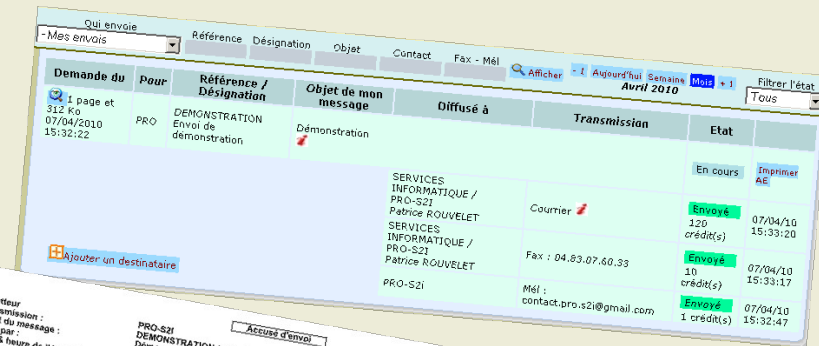 Qui envoie
- Mes envois
Référence Désignation Objet Contact Fax - Mél
Afficher - 1 Aujourd'hui Semaine Mois + 1
Avril 2010
Filtrer l'état
Tous
Demande du Pour Référence / Désignation Objet de mon message Diffusé à Transmission Etat
1 page et
312 Ko
07/04/2010
15:32:22
PRO
DEMONSTRATION
Envoi de
démonstration
Démonstration
En cours
Imprimer
AE
SERVICES
INFORMATIQUE /
PRO-S2I
Patrice ROUVELET
Courrier
Envoyé
120
crédit(s)
07/04/10
15:33:20
SERVICES
INFORMATIQUE /
PRO-S2I
Patrice ROUVELET
Fax : 04.83.07.60.33
Envoyé
10
crédit(s)
07/04/10
15:33:17
PRO-S2i
Mél :
contact.pro.s2i@gmail.com
Envoyé
1 crédit(s)
07/04/10
15:32:47
Ajouter un destinataire
Accusé d'envoi
PRO-S2I
du message :
DEMONSTRATION
par :